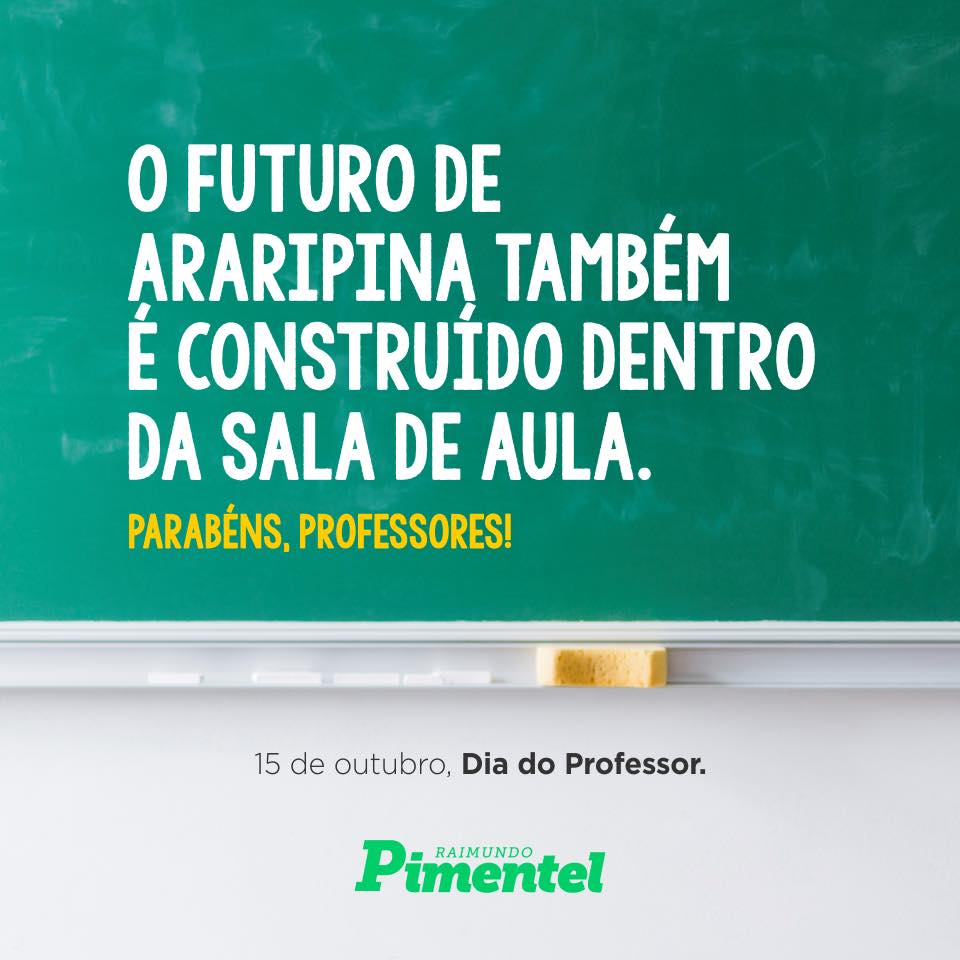 O FUTURO DE
ARARIPINA TAMBÉM
É CONSTRUÍDO DENTRO
DA SALA DE AULA.
PARABÉNS, PROFESSORES!
15 de outubro, Dia do Professor.
RAIMUNDO
Pimentel